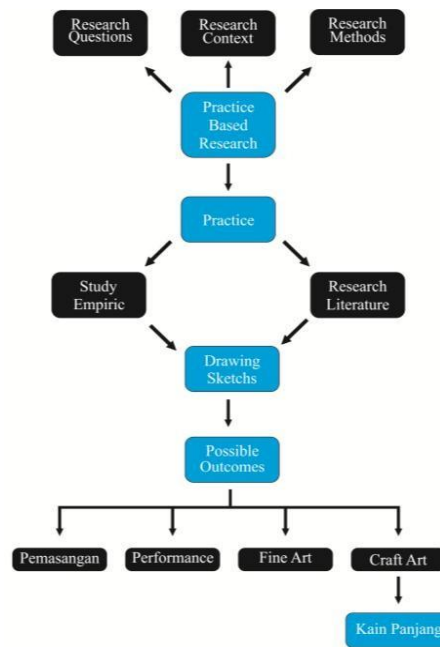 Research
Questions
Research
Context
Research
Methods
Practice
Based
Research
Practice
Study
Empiric
Research
Literature
Drawing
Sketchs
Possible
Outcomes
Pemasangan
Performance
Fine Art
Craft Art
Kain Panjang